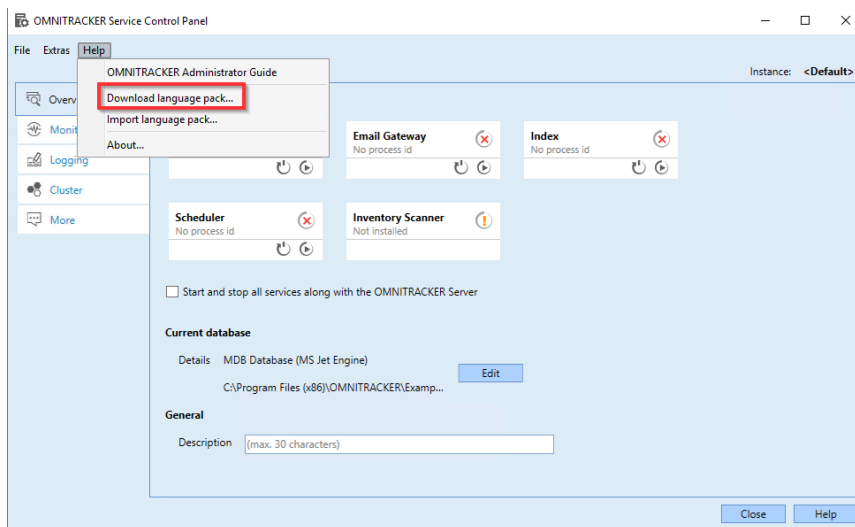 OMNITRACKER Service Control Panel
File Extras Help
Instance: <Default>
OMNITRACKER Administrator Guide
Download language pack...
Import language pack...
About...
Overv
Monit
Logging
Cluster
More
Email Gateway
No process id
Index
No process id
Scheduler
No process id
Inventory Scanner
Not installed
Start and stop all services along with the OMNITRACKER Server
Current database
Details MDB Database (MS Jet Engine)
Edit
C:\Program Files (x86)\OMNITRACKER\Examp...
General
Description (max. 30 characters)
Close Help